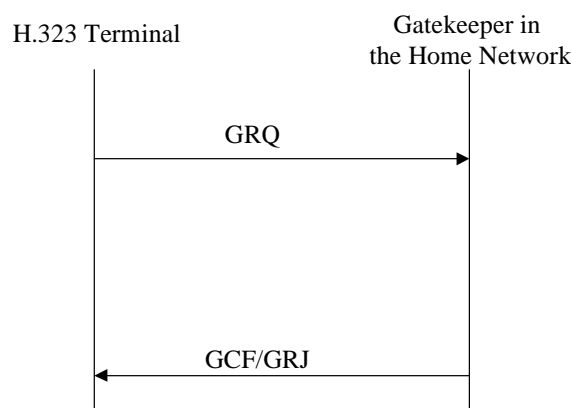 H.323 Terminal
Gatekeeper in
the Home Network
GRQ
GCF/GRJ